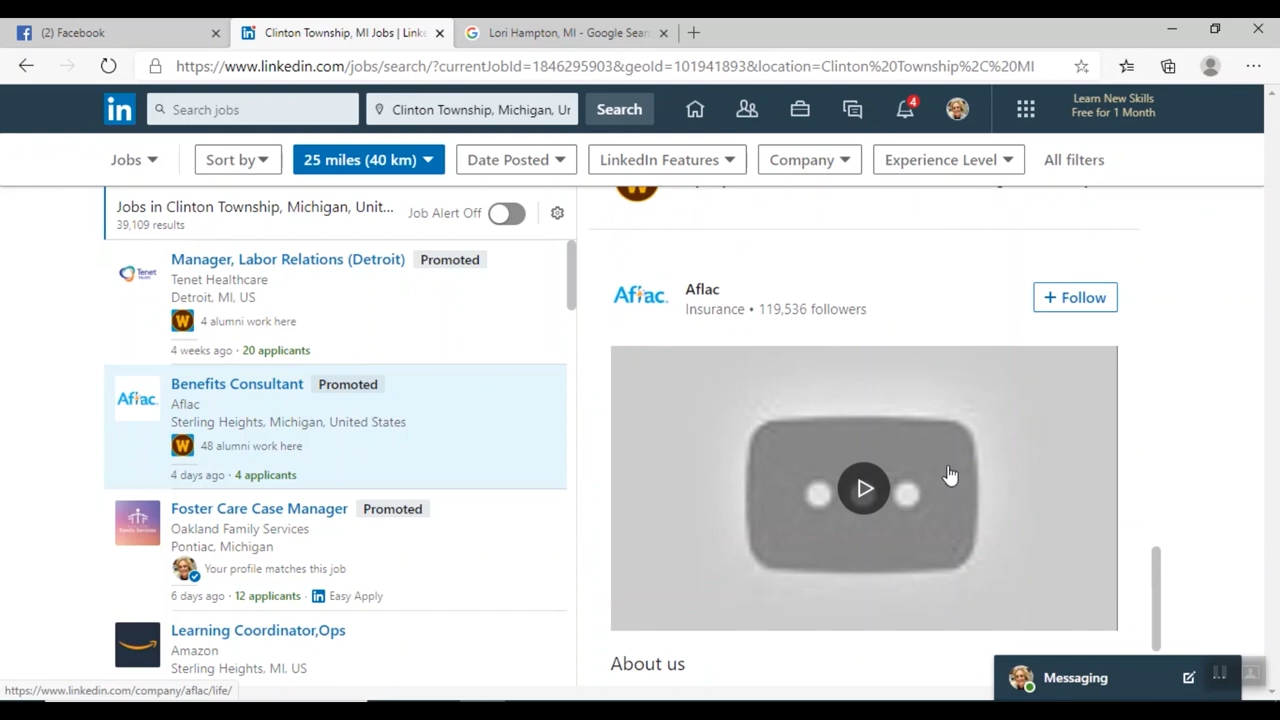 (2) Facebook
Clinton Township, MI Jobs | Linke
Lori Hampton, MI - Google Sear
https://www.linkedin.com/jobs/search/?currentJobId=1846295903&geoId=101941893&location=Clinton%20Township%2C%20MI
in
Search jobs
Clinton Township, Michigan, Ur
Search
4
Learn New Skills
Free for 1 Month
Jobs
Sort by
25 miles (40 km)
Date Posted
LinkedIn Features
Company
Experience Level
All filters
Jobs in Clinton Township, Michigan, Unit...
39,109 results
Job Alert Off
Manager, Labor Relations (Detroit)
Promoted
Tenet Healthcare
Detroit, MI, US
4 alumni work here
4 weeks ago · 20 applicants
Benefits Consultant
Promoted
Aflac
Sterling Heights, Michigan, United States
48 alumni work here
4 days ago · 4 applicants
Foster Care Case Manager
Promoted
Oakland Family Services
Pontiac, Michigan
Your profile matches this job
6 days ago · 12 applicants · in Easy Apply
Learning Coordinator,Ops
Amazon
Sterling Heights, MI, US
Aflac.
Aflac
Insurance • 119,536 followers
+ Follow
About us
Messaging
https://www.linkedin.com/company/aflac/life/